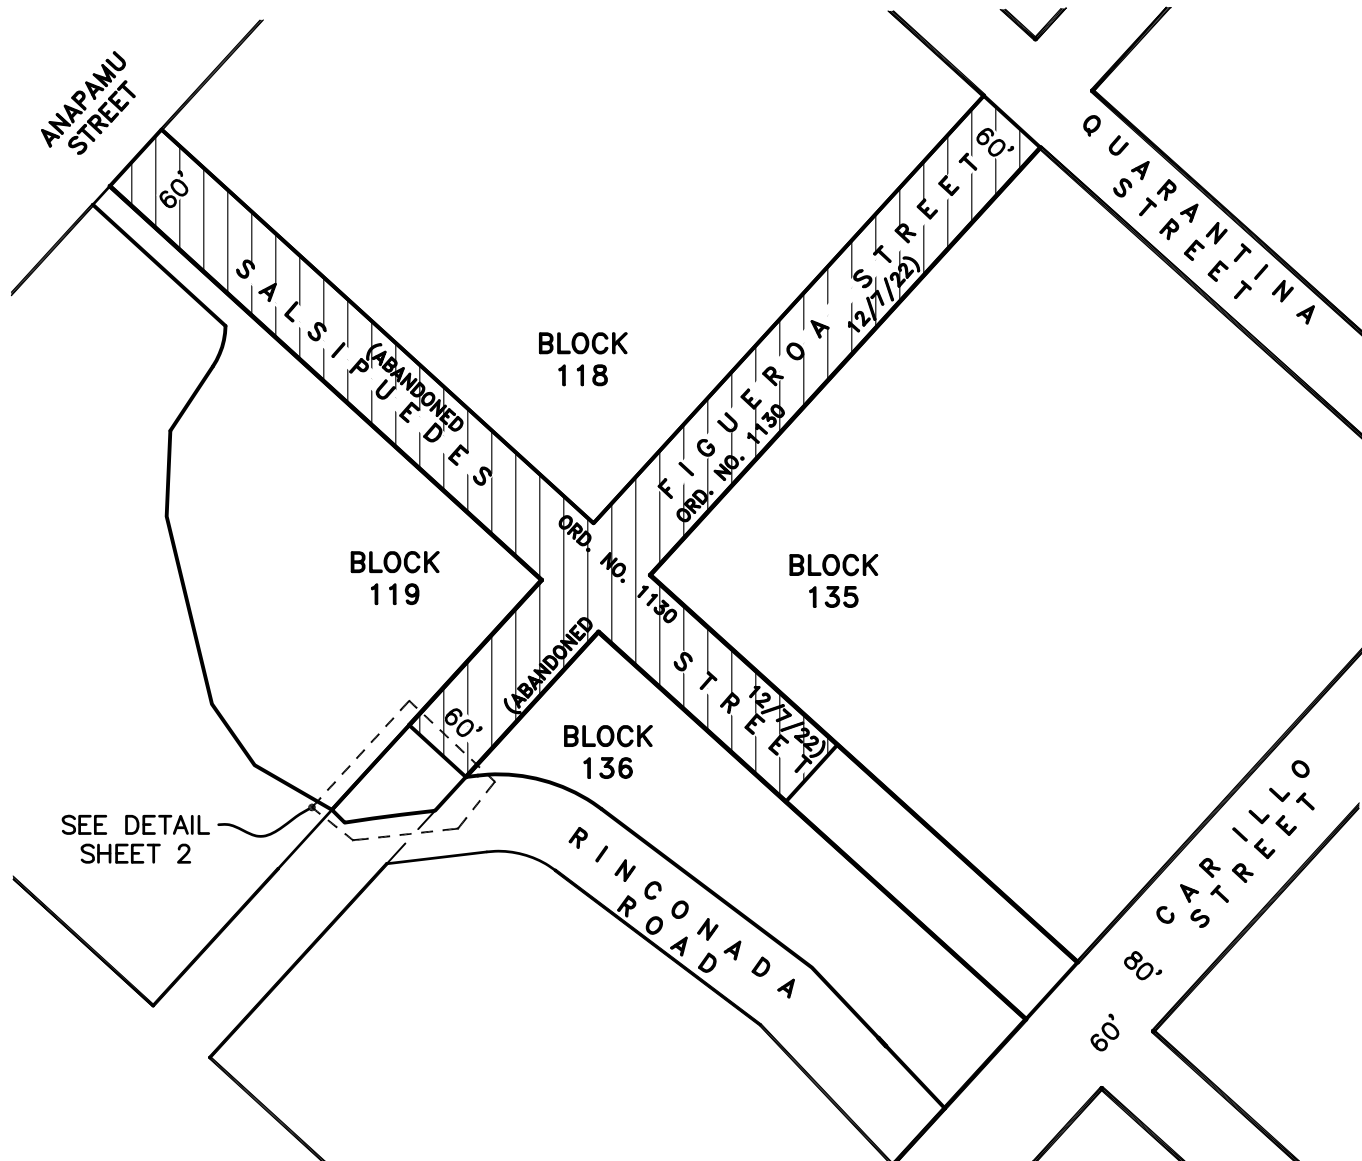 ANAPAMU
STREET
60'
SALSIPUEDES STREET
(ABANDONED ORD. NO. 1130 12/7/22)
BLOCK
118
FIGUEROA STREET
60'
(ABANDONED ORD. NO. 1130 12/7/22)
60'
QUARANTINA
STREET
BLOCK
119
BLOCK
135
BLOCK
136
SEE DETAIL
SHEET 2
RINCONADA
ROAD
CARILLO
STREET
80'
60'